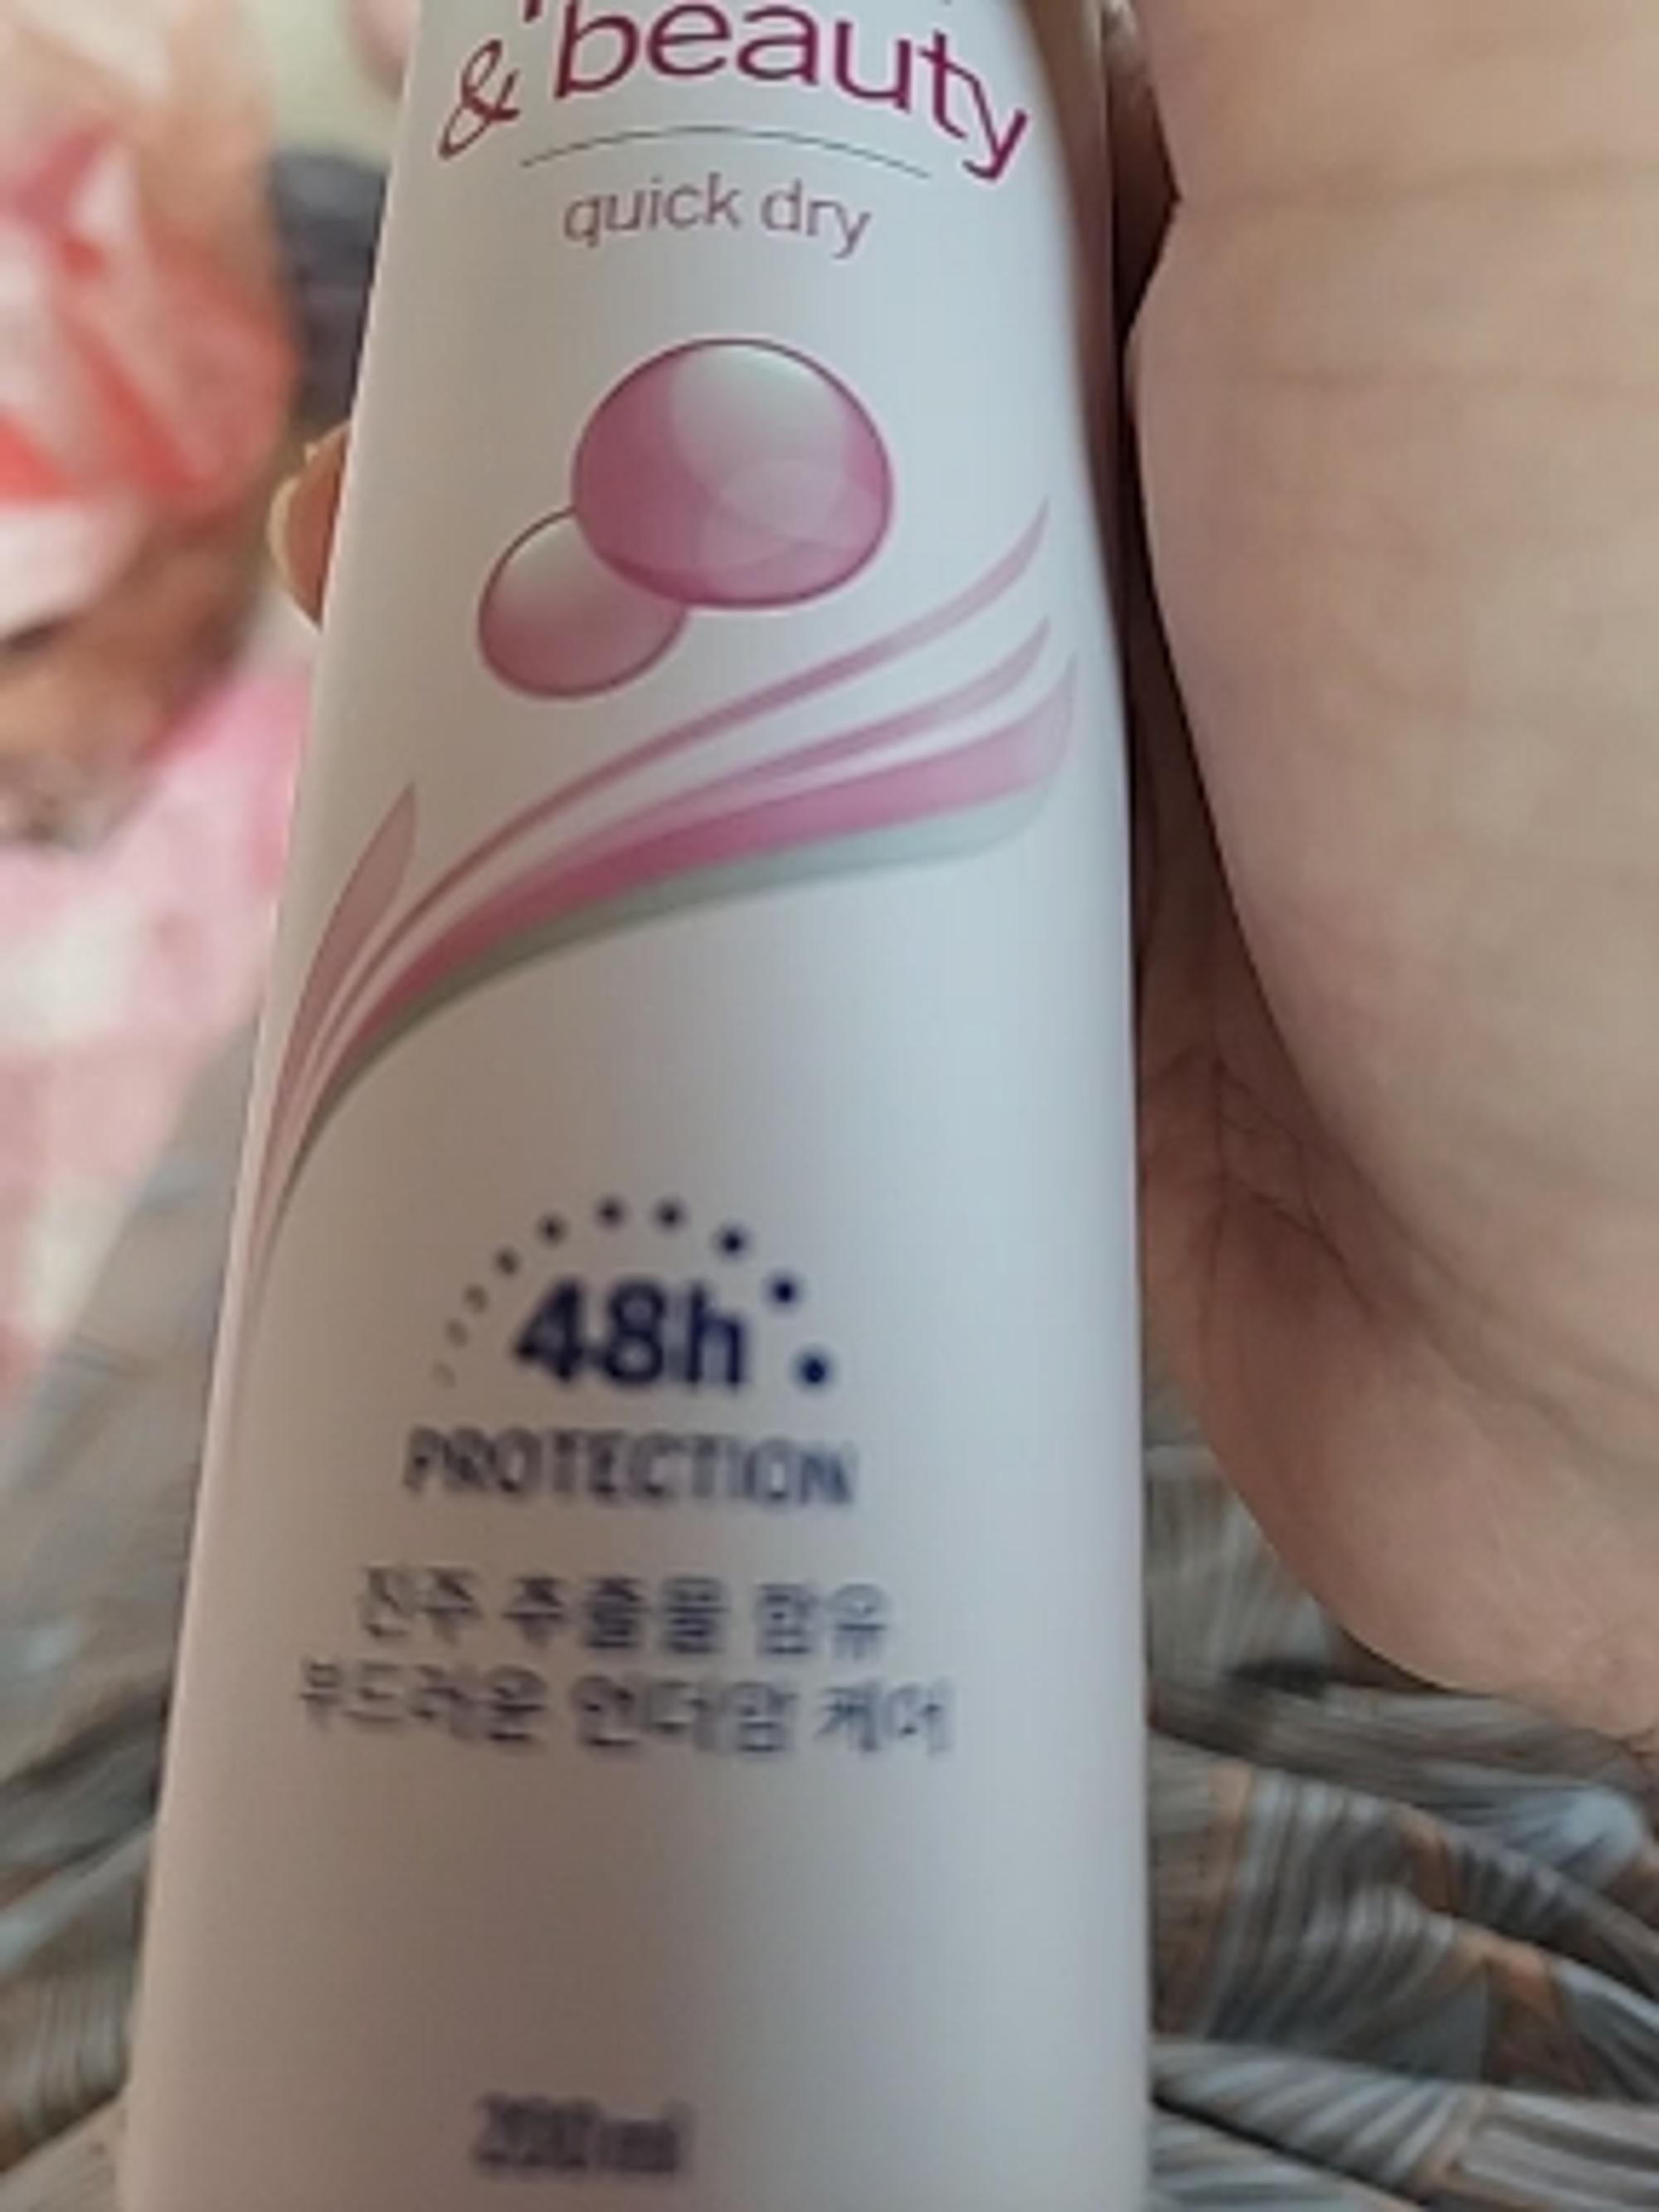 & beauty
quick dry
48h
PROTECTION
진주 추출물 함유
부드러운 언더암 케어